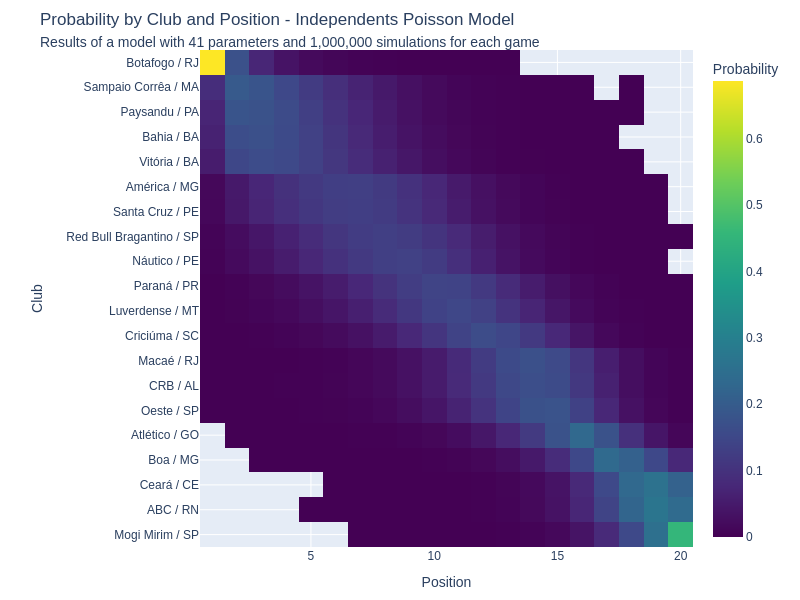 Probability by Club and Position - Independents Poisson Model
Results of a model with 41 parameters and 1,000,000 simulations for each game
Probability
Botafogo / RJ
Sampaio Corrêa / MA
Paysandu / PA
Bahia / BA
Vitória / BA
América / MG
Santa Cruz / PE
Red Bull Bragantino / SP
Náutico / PE
Paraná / PR
Luverdense / MT
Criciúma / SC
Macaé / RJ
CRB / AL
Oeste / SP
Atlético / GO
Boa / MG
Ceará / CE
ABC / RN
Mogi Mirim / SP
Club
5
10
15
20
Position
0.6
0.5
0.4
0.3
0.2
0.1
0